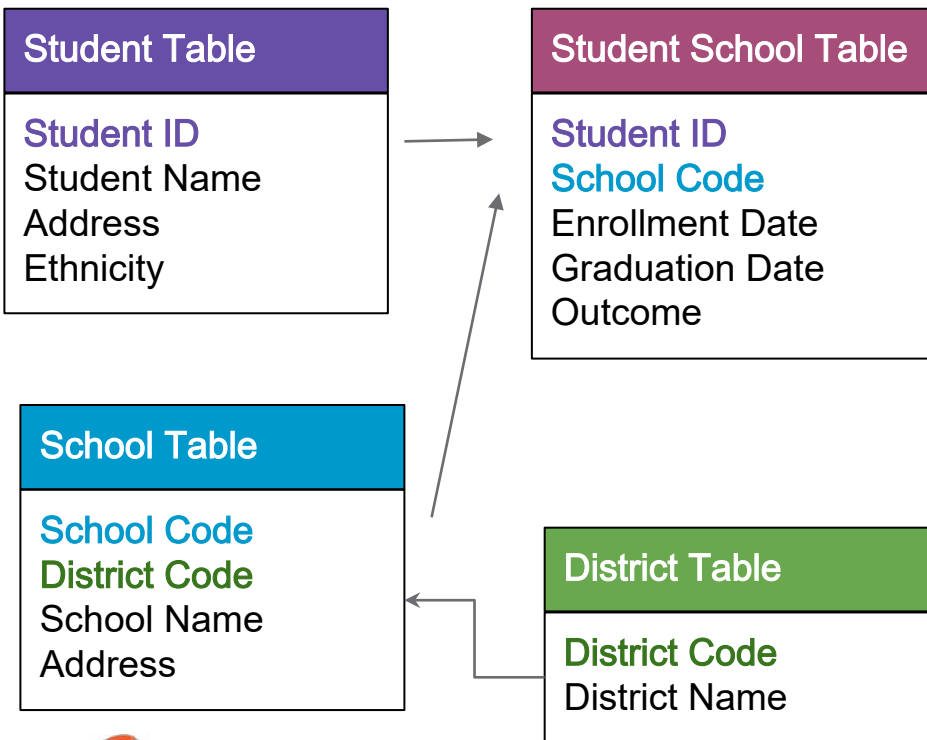 Student Table
Student ID
Student Name
Address
Ethnicity
Student School Table
Student ID
School Code
Enrollment Date
Graduation Date
Outcome
School Table
School Code
District Code
School Name
Address
District Table
District Code
District Name